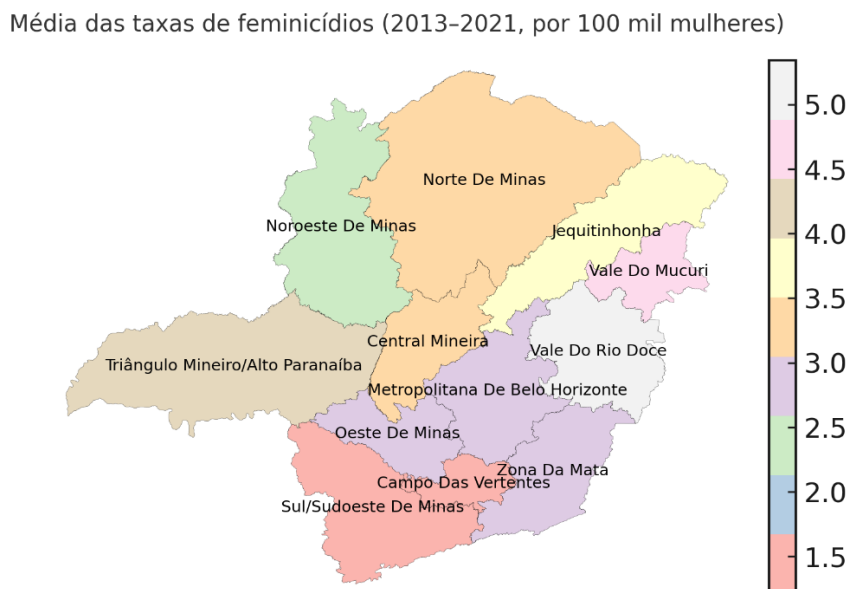 Média das taxas de feminicídios (2013–2021, por 100 mil mulheres)
5.0
4.5
4.0
3.5
3.0
2.5
2.0
1.5
Norte De Minas
Noroeste De Minas
Jequitinhonha
Vale Do Mucuri
Central Mineira
Vale Do Rio Doce
Triângulo Mineiro/Alto Paranaíba
Metropolitana De Belo Horizonte
Oeste De Minas
Zona Da Mata
Campo Das Vertentes
Sul/Sudoeste De Minas